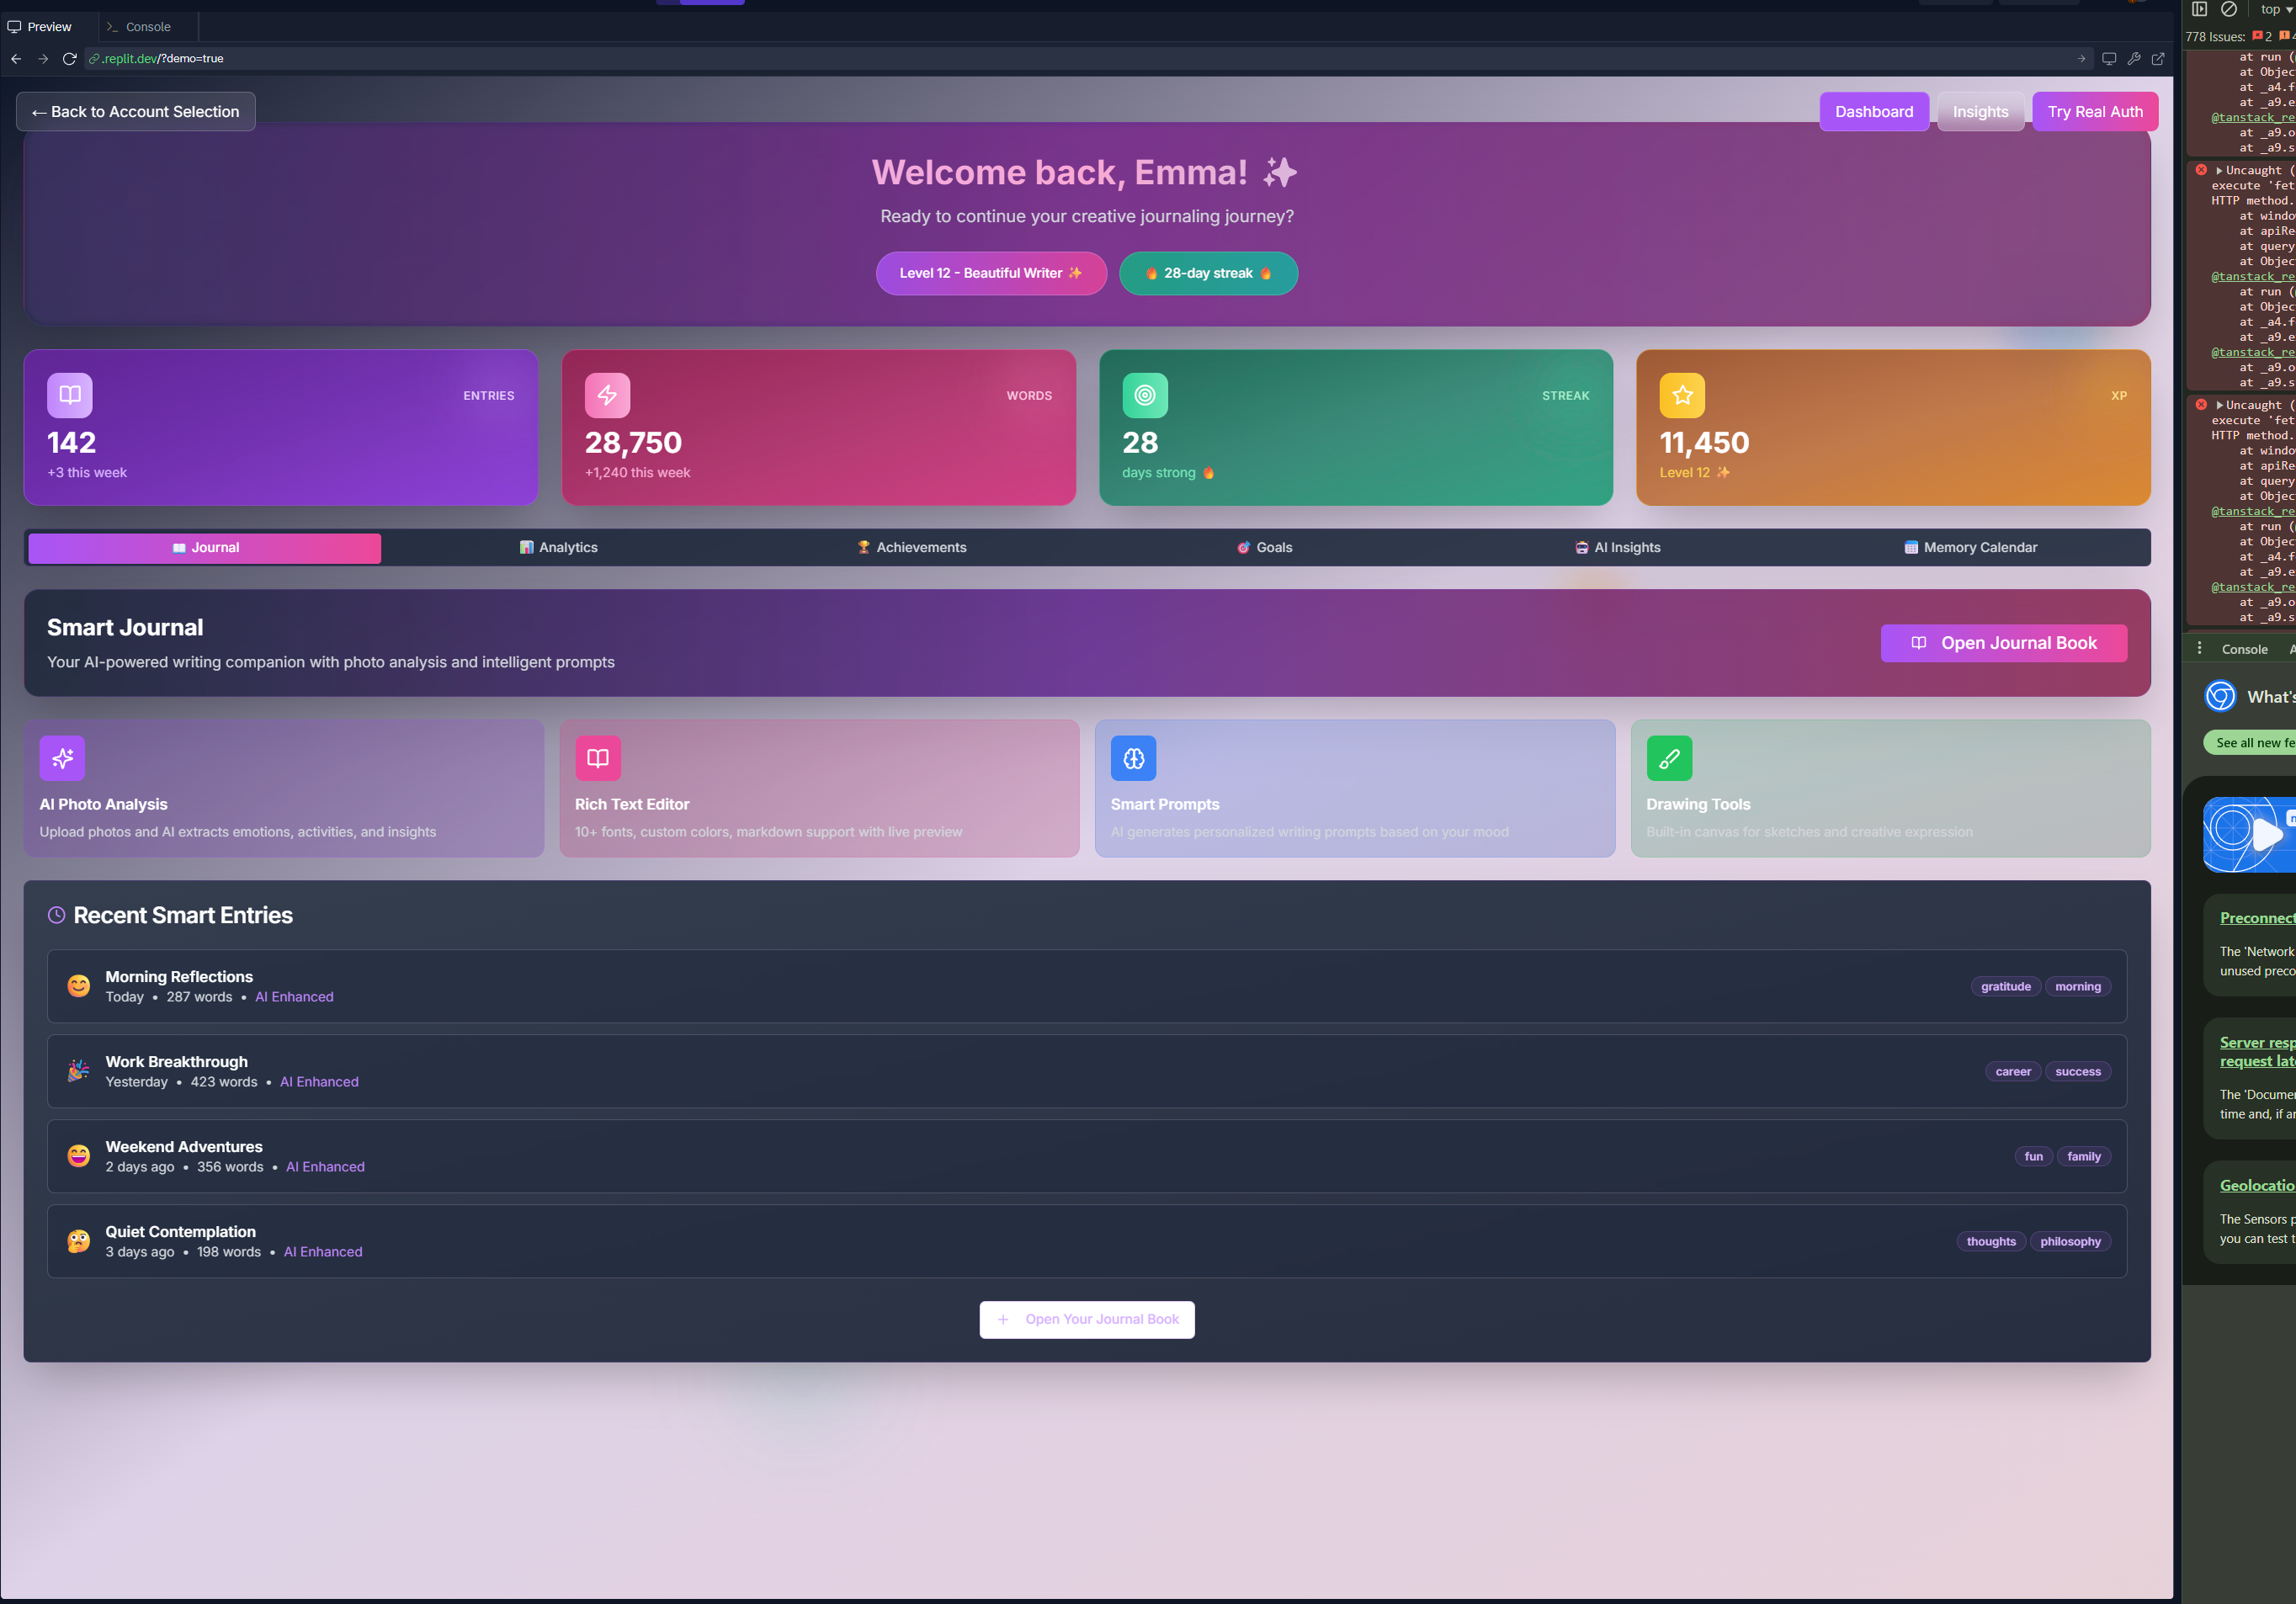 Preview
Console
.replit.dev/?demo=true
← Back to Account Selection
Dashboard
Insights
Try Real Auth
Welcome back, Emma! ✨
Ready to continue your creative journaling journey?
Level 12 - Beautiful Writer ✨
🔥 28-day streak 🔥
ENTRIES
142
+3 this week
WORDS
28,750
+1,240 this week
STREAK
28
days strong 🔥
XP
11,450
Level 12 ✨
📖 Journal
📊 Analytics
🏆 Achievements
🎯 Goals
🤖 AI Insights
🗓️ Memory Calendar
Smart Journal
Your AI-powered writing companion with photo analysis and intelligent prompts
Open Journal Book
AI Photo Analysis
Upload photos and AI extracts emotions, activities, and insights
Rich Text Editor
10+ fonts, custom colors, markdown support with live preview
Smart Prompts
AI generates personalized writing prompts based on your mood
Drawing Tools
Built-in canvas for sketches and creative expression
Recent Smart Entries
Morning Reflections
Today • 287 words • AI Enhanced
gratitude morning
Work Breakthrough
Yesterday • 423 words • AI Enhanced
career success
Weekend Adventures
2 days ago • 356 words • AI Enhanced
fun family
Quiet Contemplation
3 days ago • 198 words • AI Enhanced
thoughts philosophy
+ Open Your Journal Book
top
778 Issues: 2
at run (
at Objec
at _a4.f
at _a9.e
@tanstack_re
at _a9.o
at _a9.s
Uncaught (
execute 'fet
HTTP method.
at windo
at apiRe
at query
at Objec
@tanstack_re
at run (
at Objec
at _a4.f
at _a9.e
@tanstack_re
at _a9.o
at _a9.s
Uncaught (
execute 'fet
HTTP method.
at windo
at apiRe
at query
at Objec
@tanstack_re
at run (
at Objec
at _a4.f
at _a9.e
@tanstack_re
at _a9.o
at _a9.s
Console
What's
See all new fe
Preconnect
The 'Network
unused preco
Server resp
request late
The 'Documen
time and, if an
Geolocatio
The Sensors p
you can test t